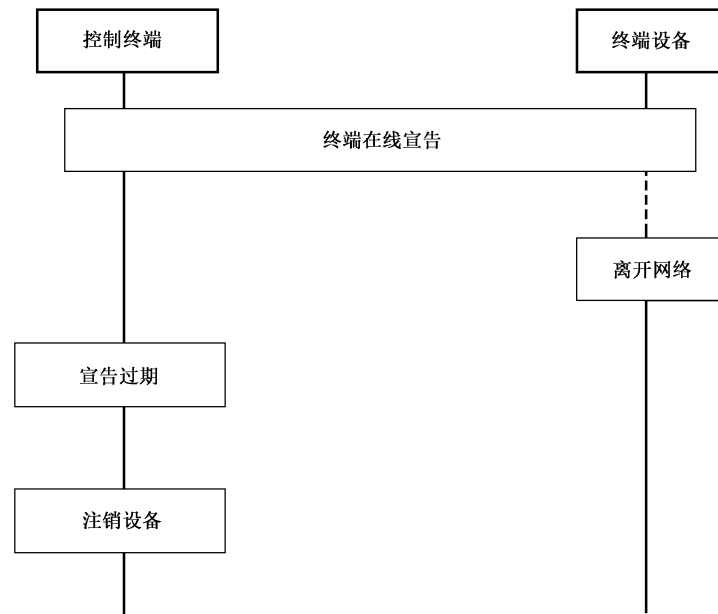 控制终端
终端设备
终端在线宣告
离开网络
宣告过期
注销设备